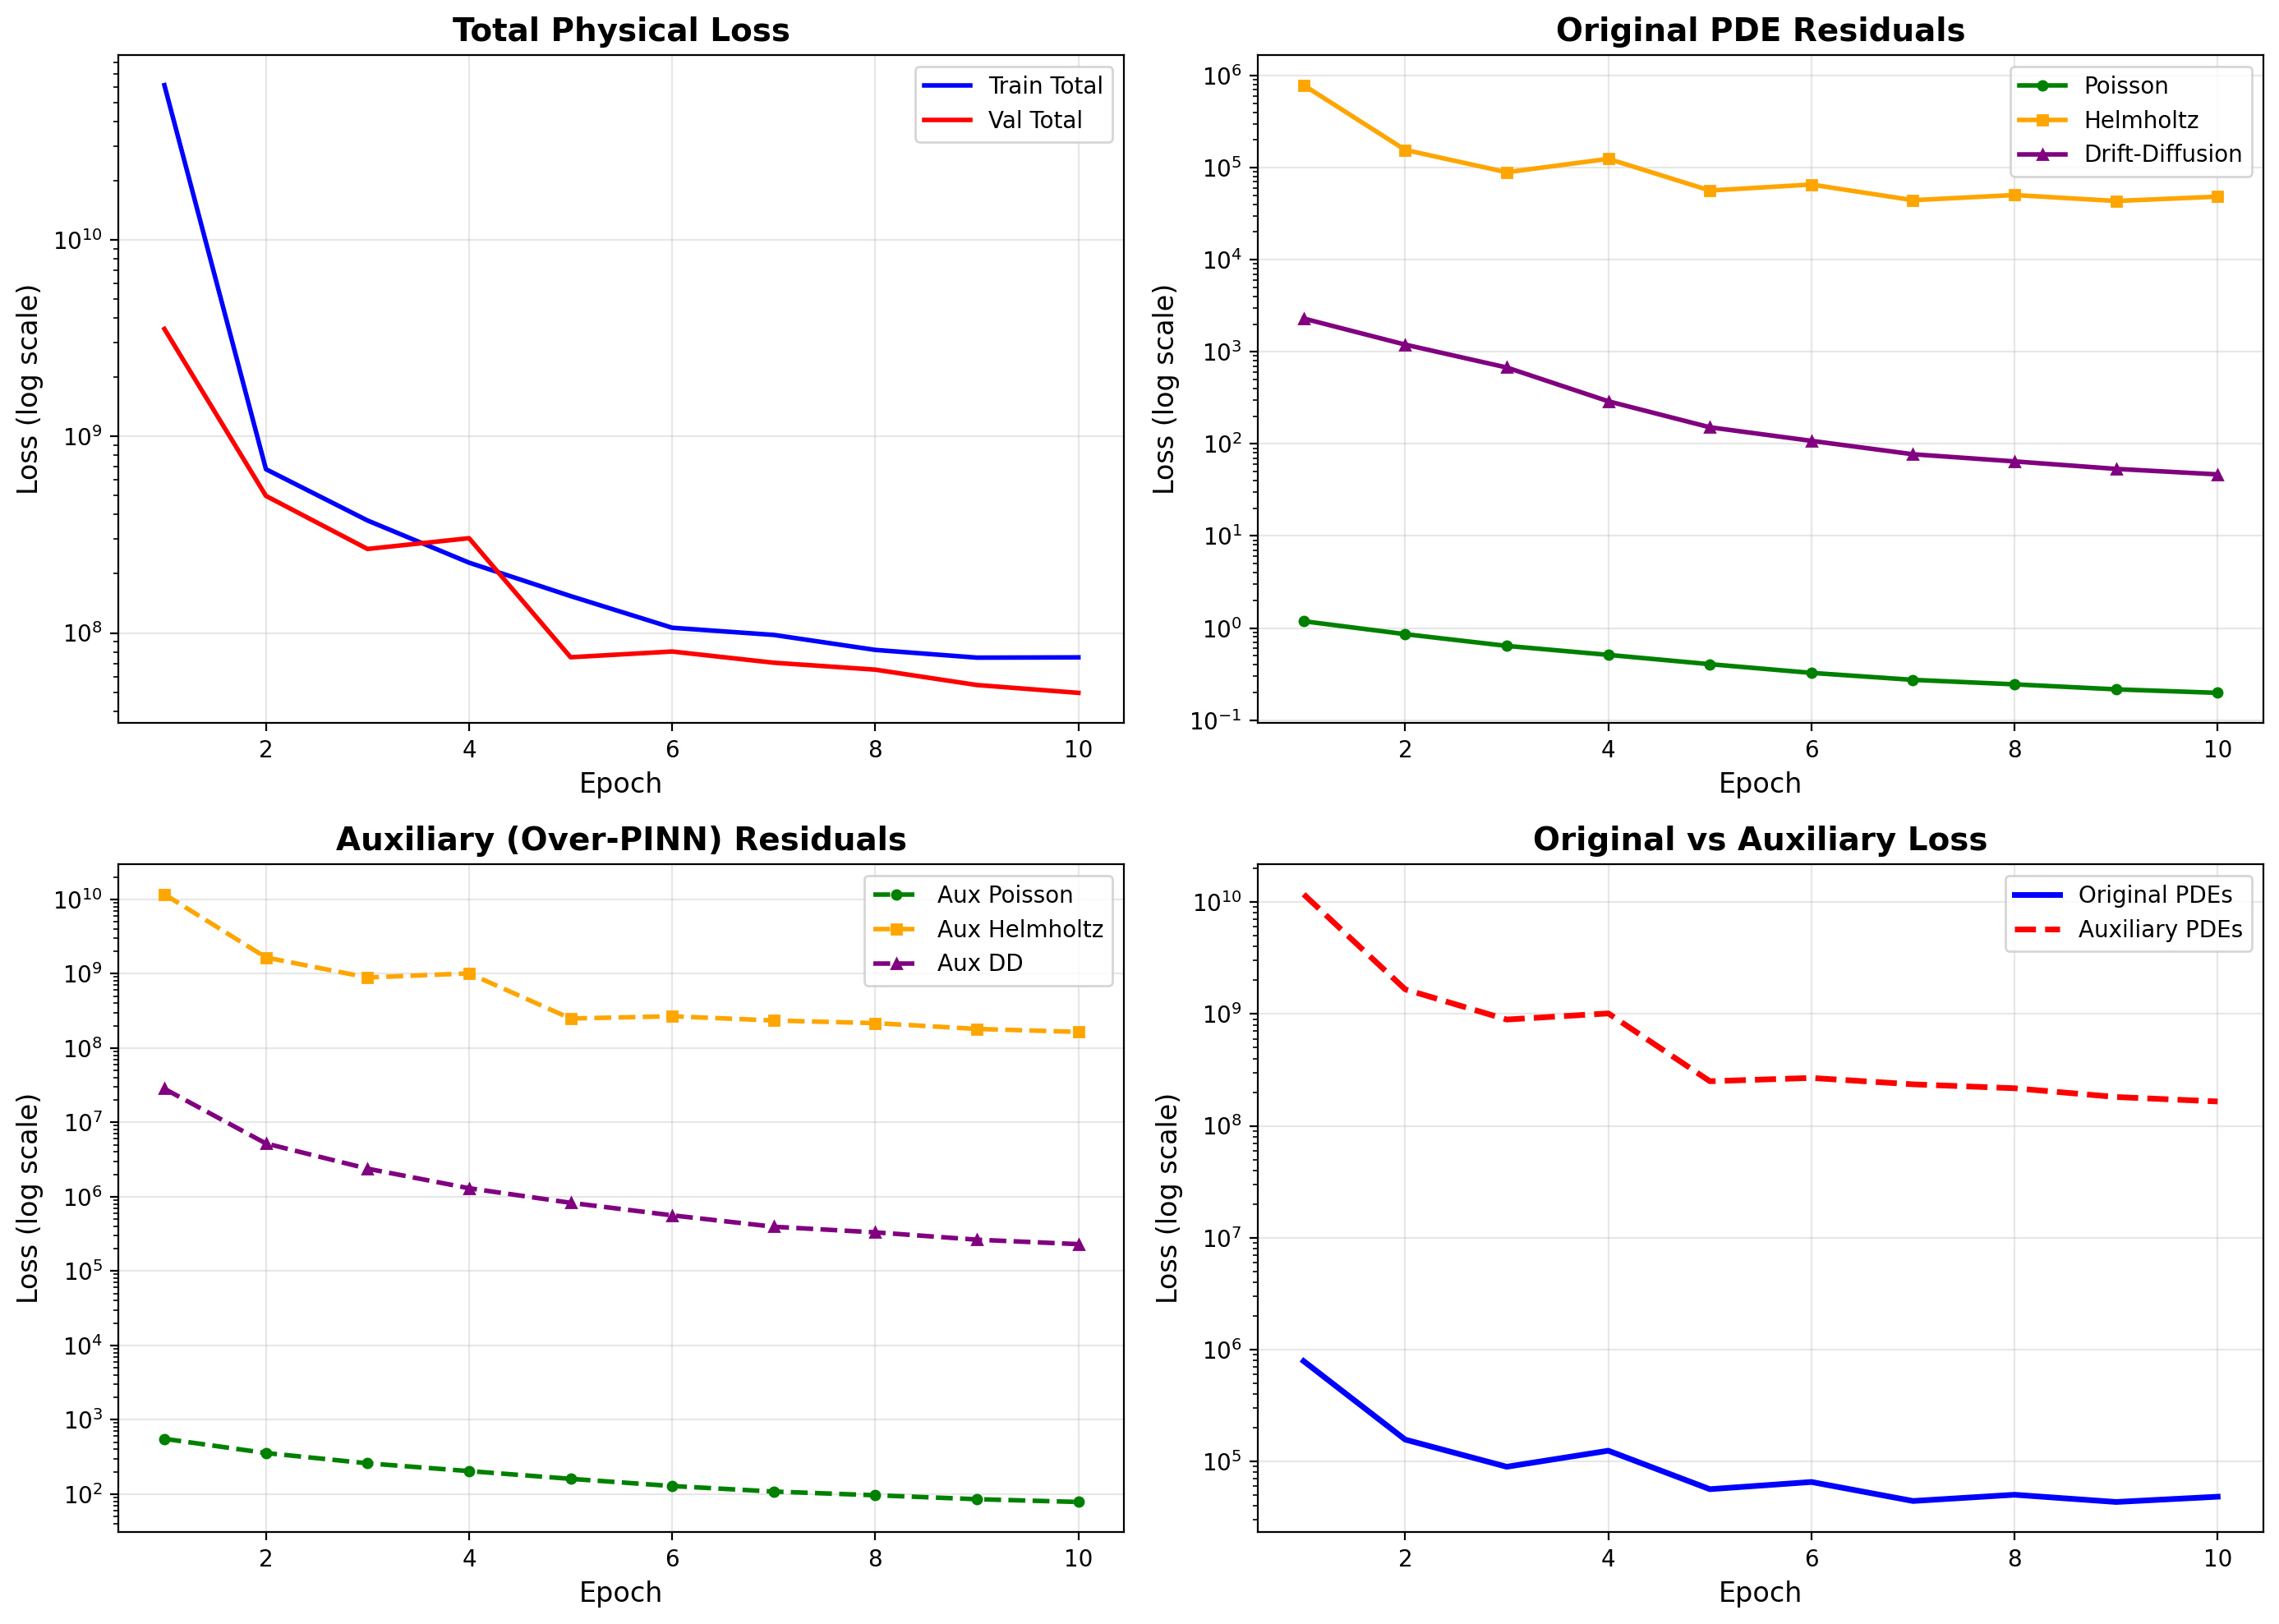 Total Physical Loss
Loss (log scale)
10^10
10^9
10^8
Train Total
Val Total
2 4 6 8 10
Epoch
Original PDE Residuals
Loss (log scale)
10^6
10^5
10^4
10^3
10^2
10^1
10^0
10^−1
Poisson
Helmholtz
Drift-Diffusion
2 4 6 8 10
Epoch
Auxiliary (Over-PINN) Residuals
Loss (log scale)
10^10
10^9
10^8
10^7
10^6
10^5
10^4
10^3
10^2
Aux Poisson
Aux Helmholtz
Aux DD
2 4 6 8 10
Epoch
Original vs Auxiliary Loss
Loss (log scale)
10^10
10^9
10^8
10^7
10^6
10^5
Original PDEs
Auxiliary PDEs
2 4 6 8 10
Epoch